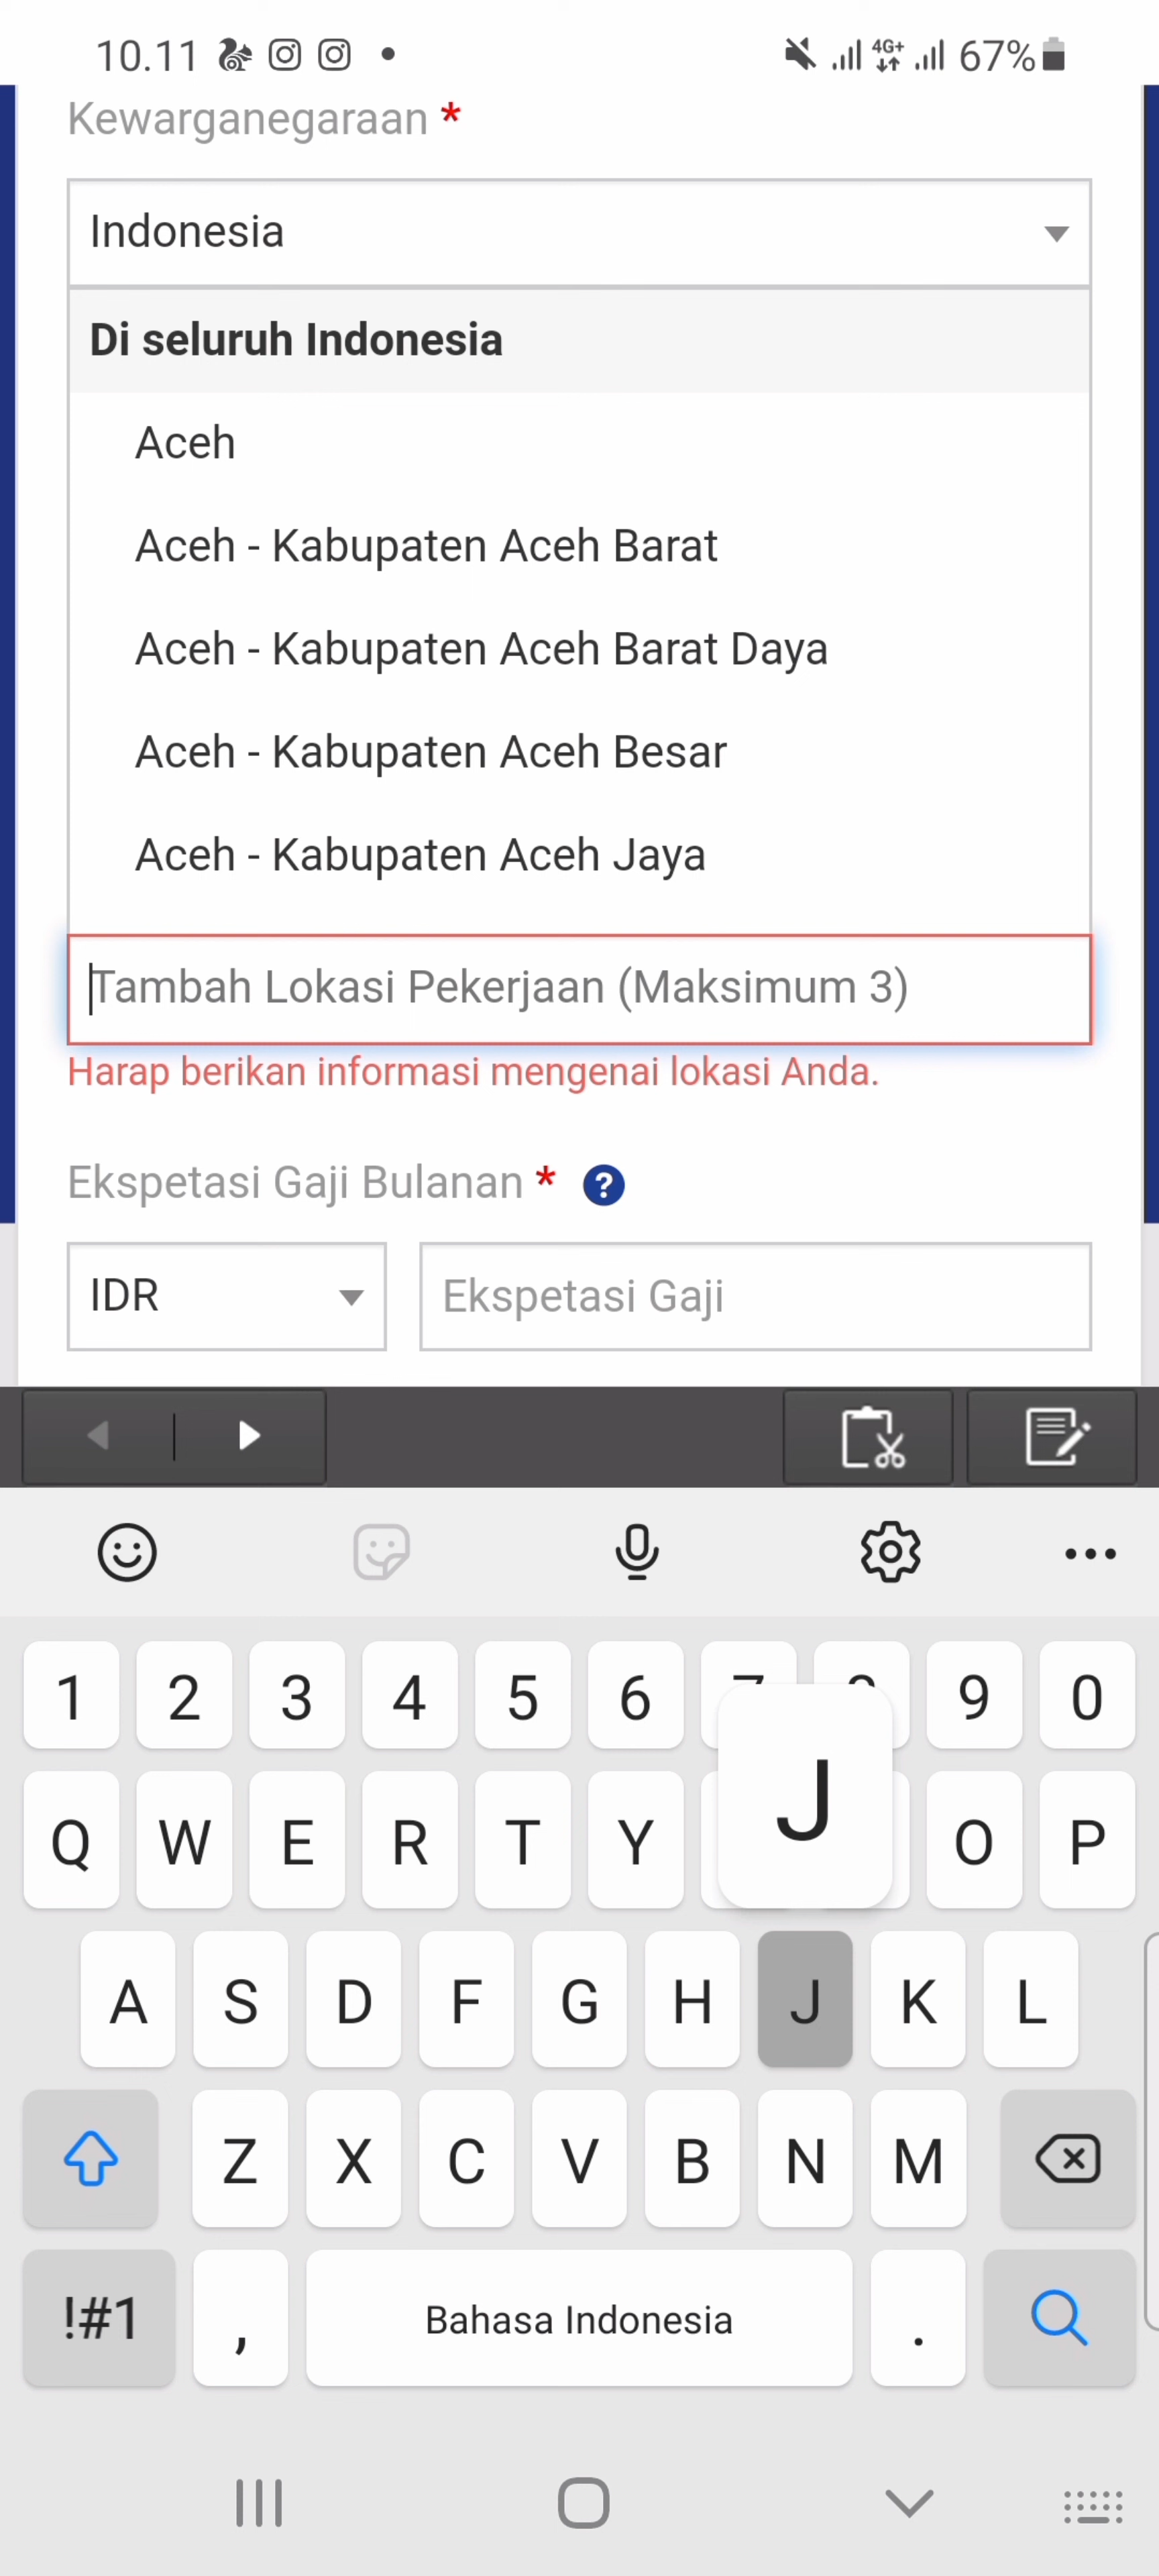 10.11
4G+
67%
Kewarganegaraan *
Indonesia
Di seluruh Indonesia
Aceh
Aceh - Kabupaten Aceh Barat
Aceh - Kabupaten Aceh Barat Daya
Aceh - Kabupaten Aceh Besar
Aceh - Kabupaten Aceh Jaya
Tambah Lokasi Pekerjaan (Maksimum 3)
Harap berikan informasi mengenai lokasi Anda.
Ekspetasi Gaji Bulanan * ?
IDR
Ekspetasi Gaji
1 2 3 4 5 6 7 9 0
J
Q W E R T Y O P
A S D F G H J K L
Z X C V B N M
!#1 , Bahasa Indonesia .